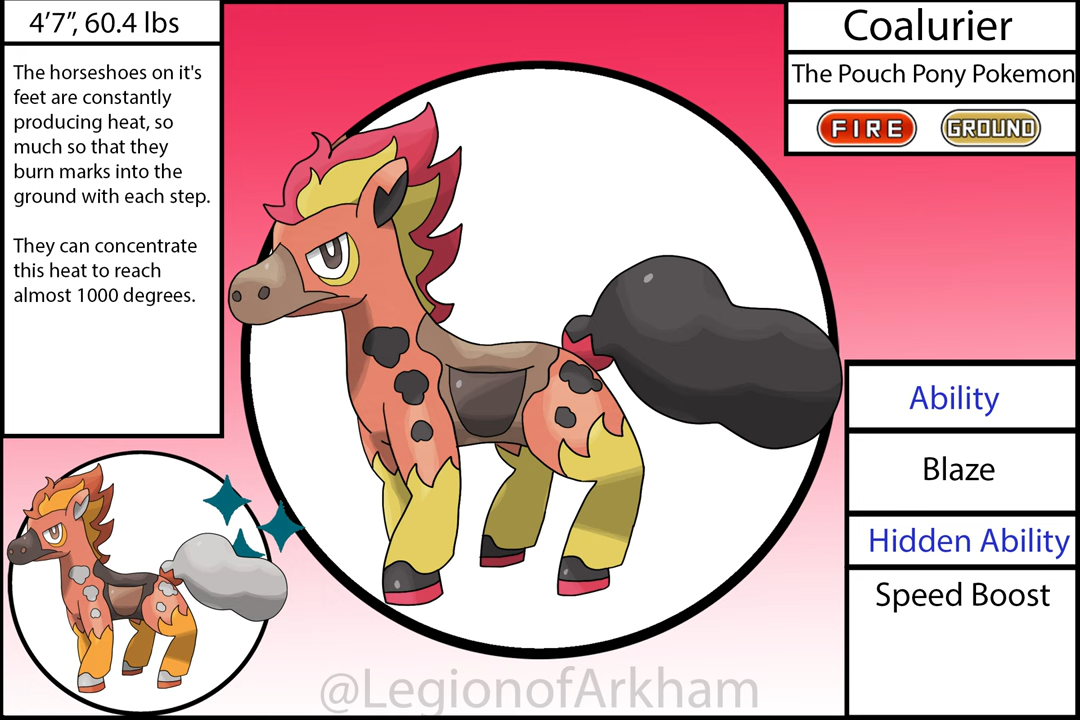 4’7”, 60.4 lbs
The horseshoes on it's
feet are constantly
producing heat, so
much so that they
burn marks into the
ground with each step.
They can concentrate
this heat to reach
almost 1000 degrees.
Coalurier
The Pouch Pony Pokemon
FIRE GROUND
Ability
Blaze
Hidden Ability
Speed Boost
@LegionofArkham